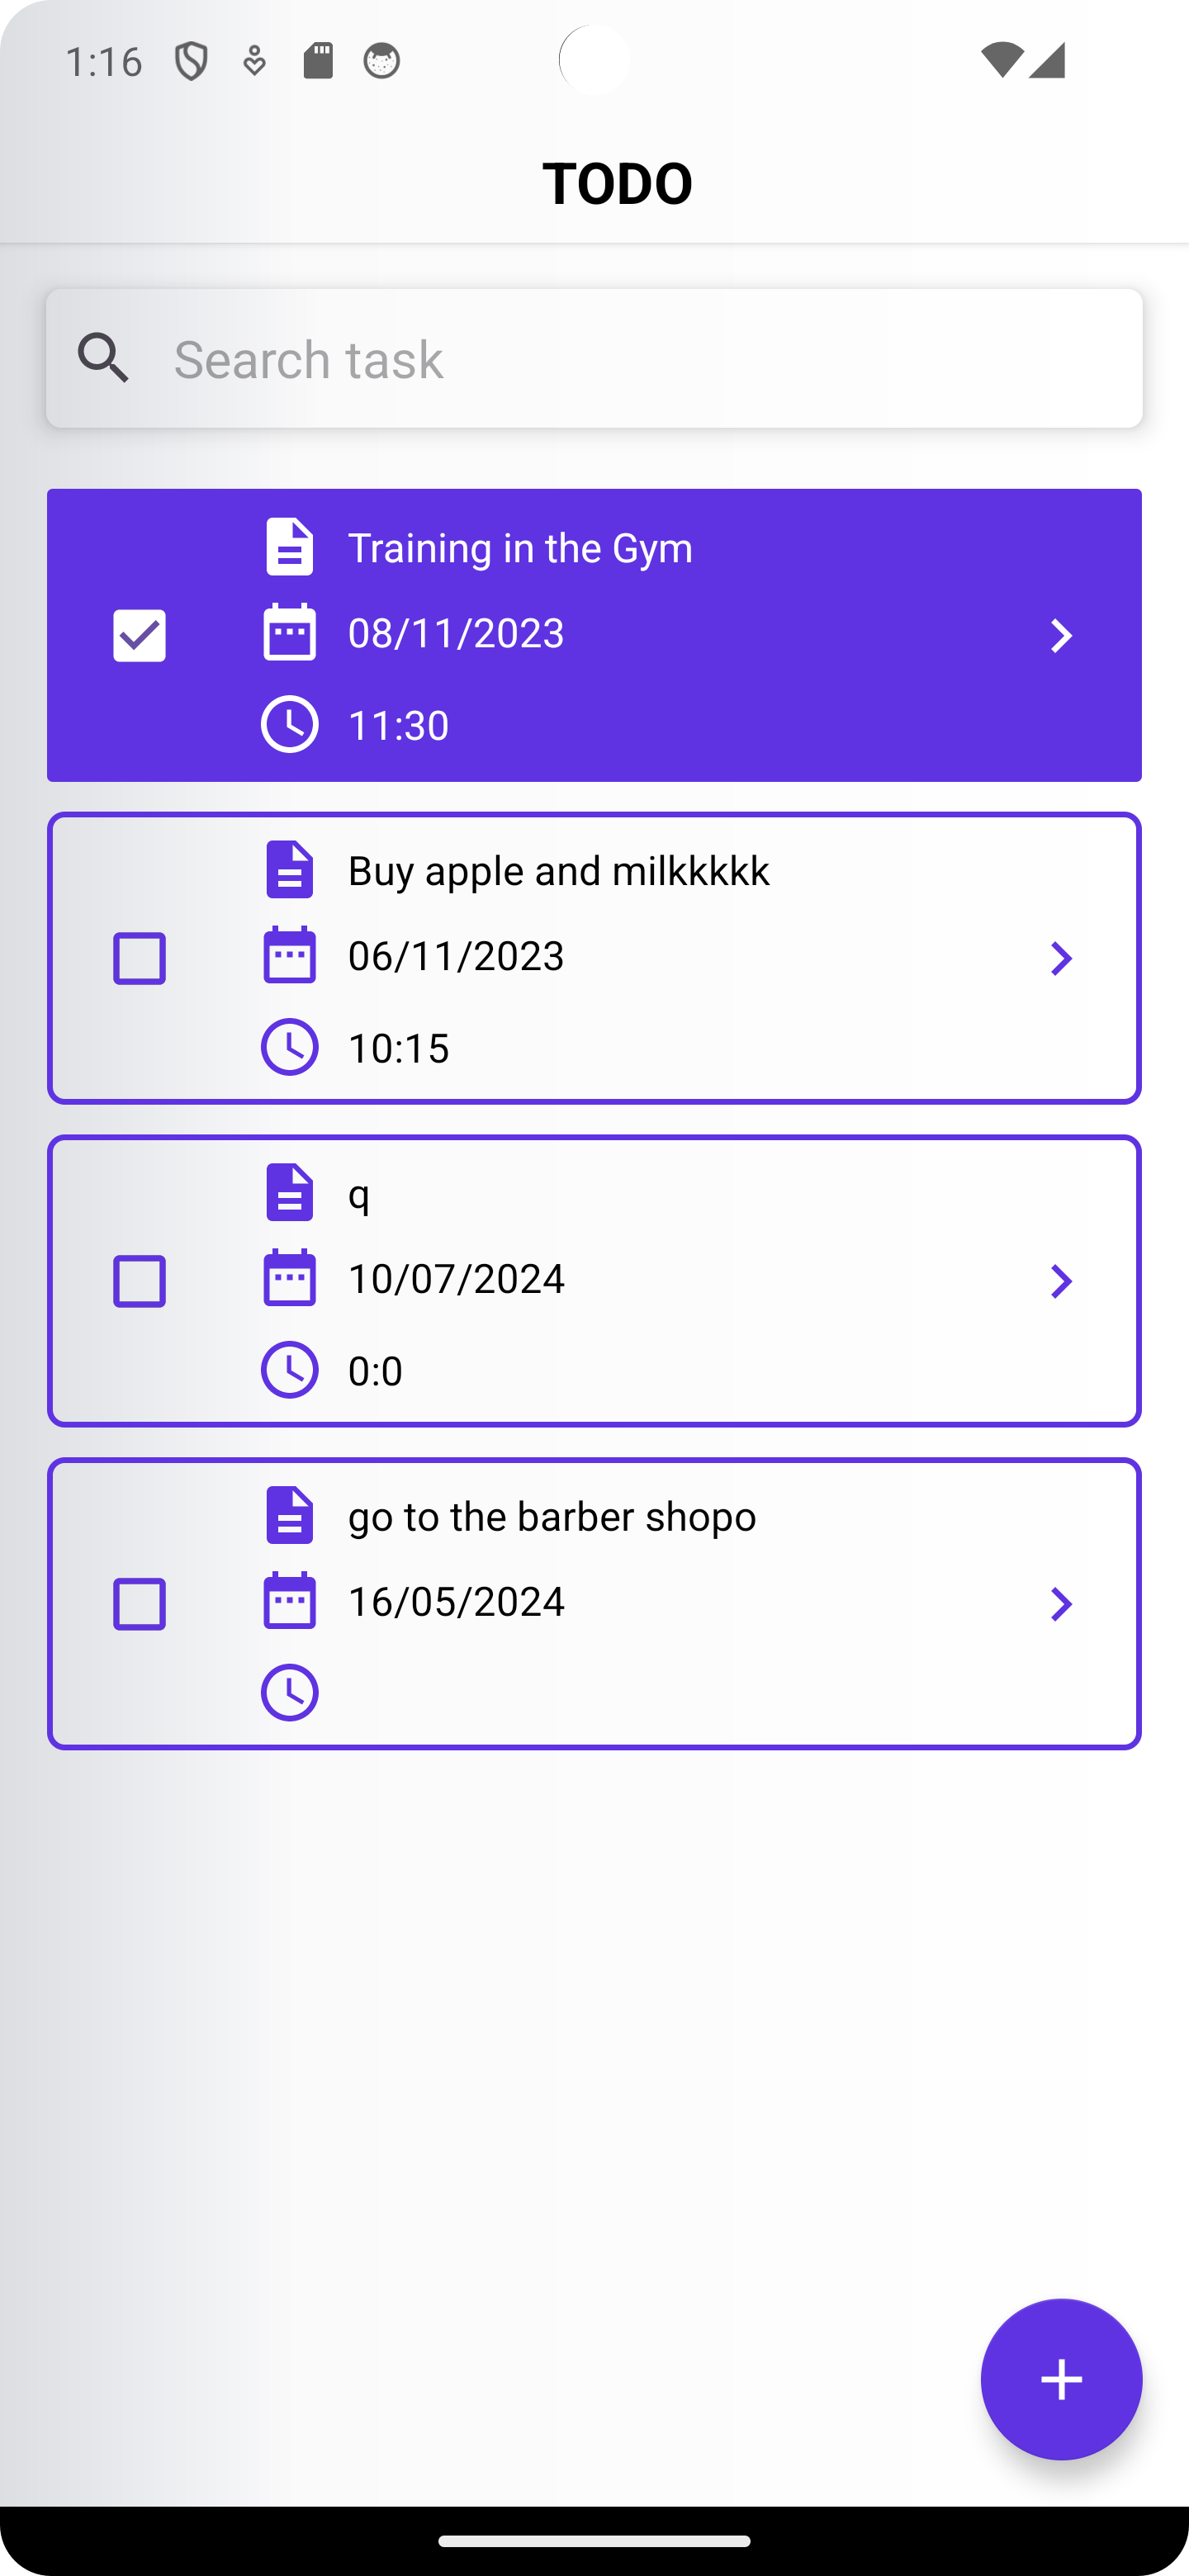 1:16
TODO
Search task
Training in the Gym
08/11/2023
11:30
Buy apple and milkkkkk
06/11/2023
10:15
q
10/07/2024
0:0
go to the barber shopo
16/05/2024